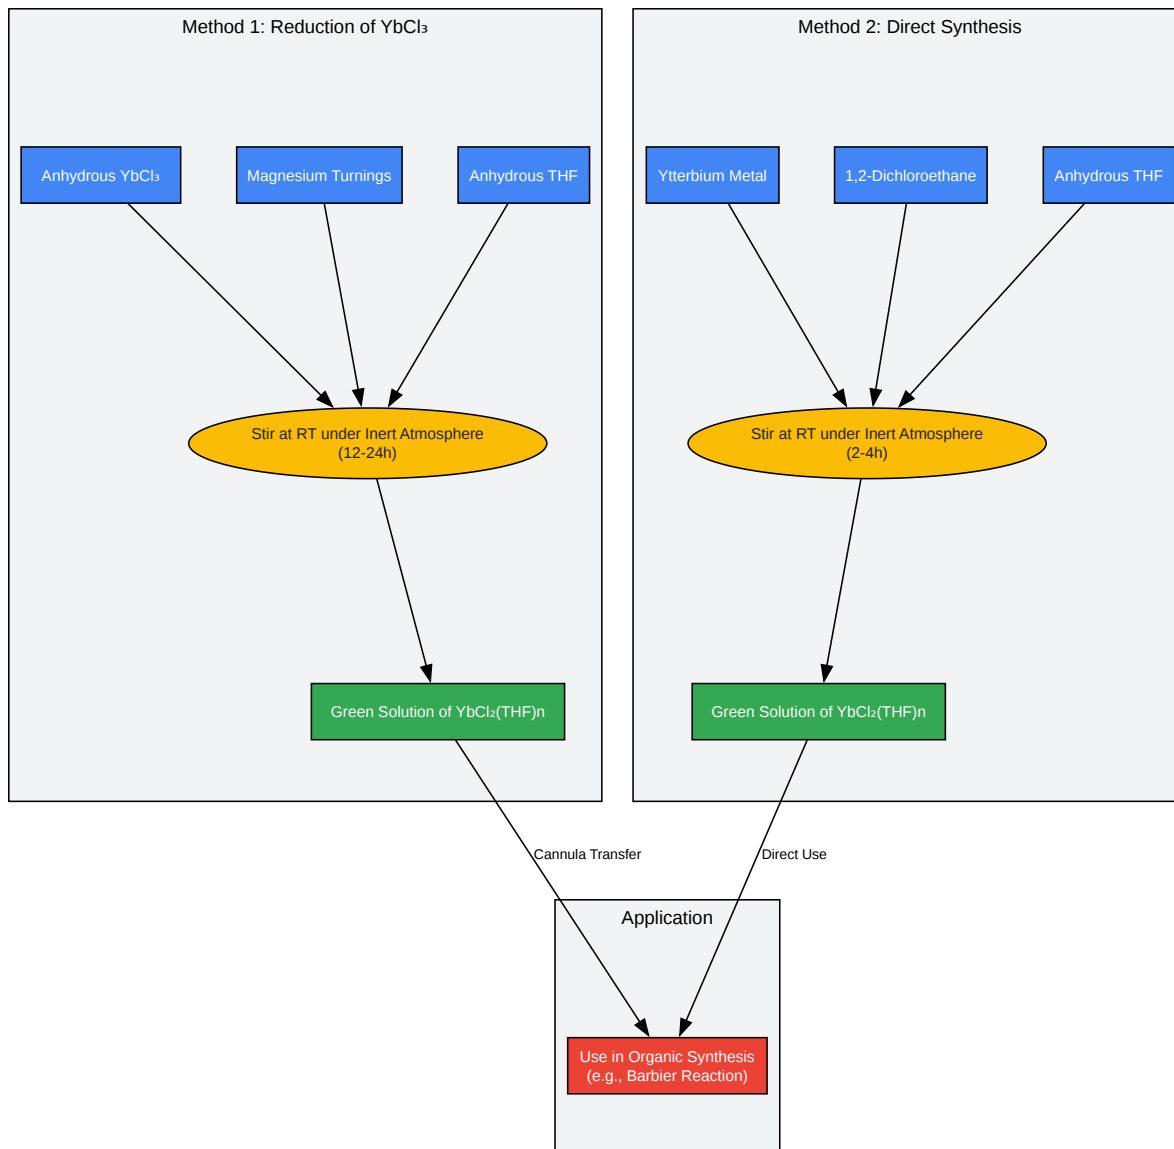 Method 1: Reduction of YbCl₃
Anhydrous YbCl₃
Magnesium Turnings
Anhydrous THF
Stir at RT under Inert Atmosphere
(12-24h)
Green Solution of YbCl₂(THF)n
Method 2: Direct Synthesis
Ytterbium Metal
1,2-Dichloroethane
Anhydrous THF
Stir at RT under Inert Atmosphere
(2-4h)
Green Solution of YbCl₂(THF)n
Cannula Transfer
Direct Use
Application
Use in Organic Synthesis
(e.g., Barbier Reaction)